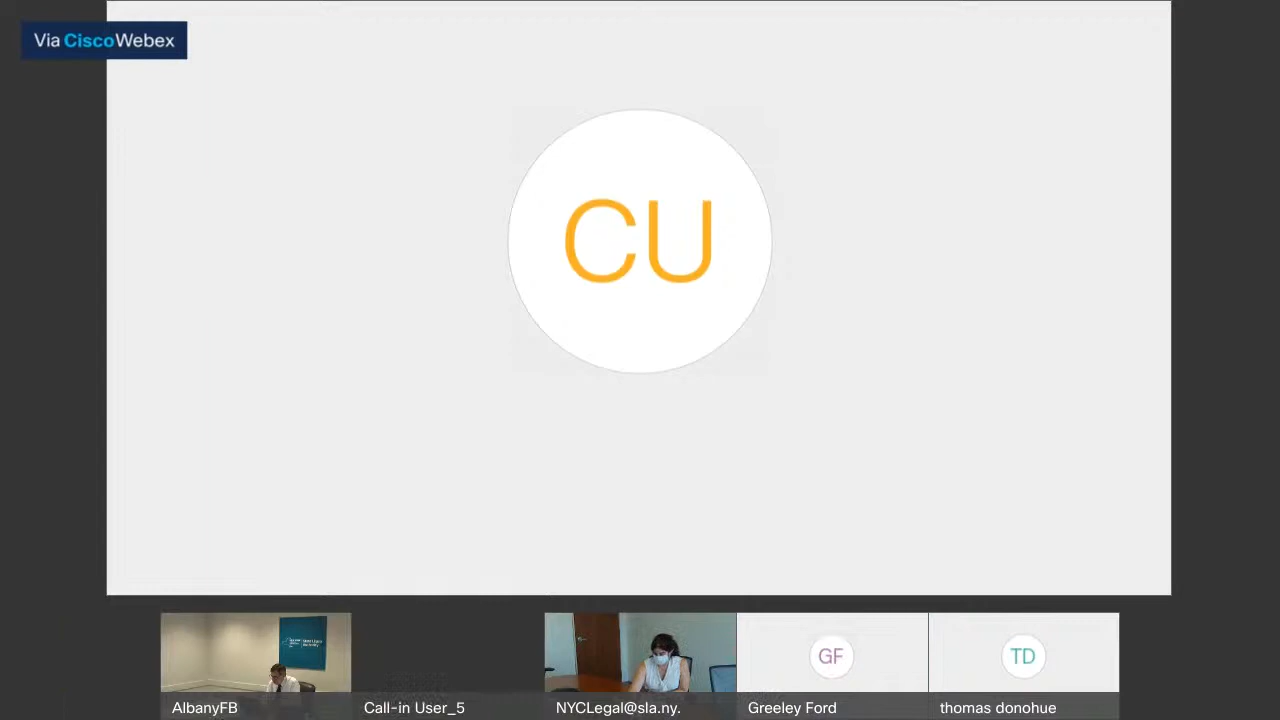 Via CiscoWebex
CU
GF
TD
AlbanyFB
Call-in User_5
NYCLegal@sla.ny.
Greeley Ford
thomas donohue